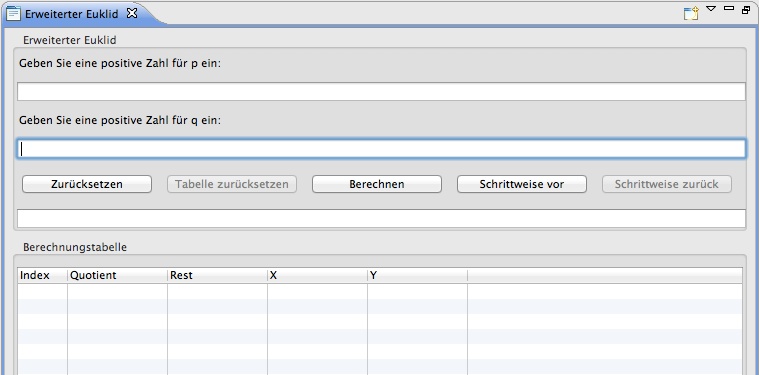 Erweiterter Euklid
Erweiterter Euklid
Geben Sie eine positive Zahl für p ein:
Geben Sie eine positive Zahl für q ein:
Zurücksetzen Tabelle zurücksetzen Berechnen Schrittweise vor Schrittweise zurück
Berechnungstabelle
Index Quotient Rest X Y